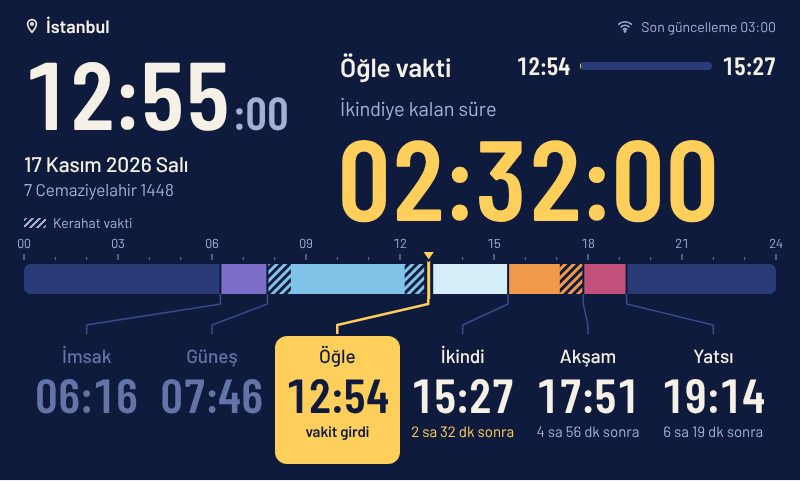 İstanbul
Son güncelleme 03:00
12:55:00
Öğle vakti
12:54
15:27
İkindiye kalan süre
02:32:00
17 Kasım 2026 Salı
7 Cemaziyelahir 1448
Kerahat vakti
00 03 06 09 12 15 18 21 24
İmsak
06:16
Güneş
07:46
Öğle
12:54
vakit girdi
İkindi
15:27
2 sa 32 dk sonra
Akşam
17:51
4 sa 56 dk sonra
Yatsı
19:14
6 sa 19 dk sonra